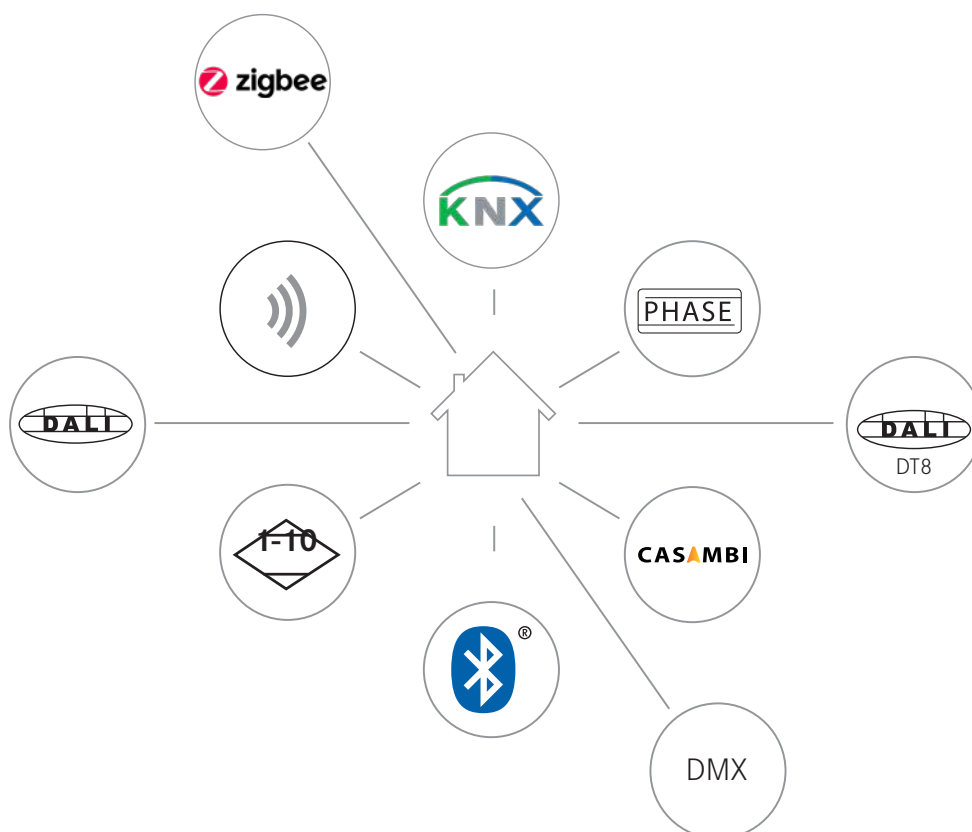 zigbee
KNX
PHASE
DALI
DALI
DT8
1-10
CASAMBI
®
DMX